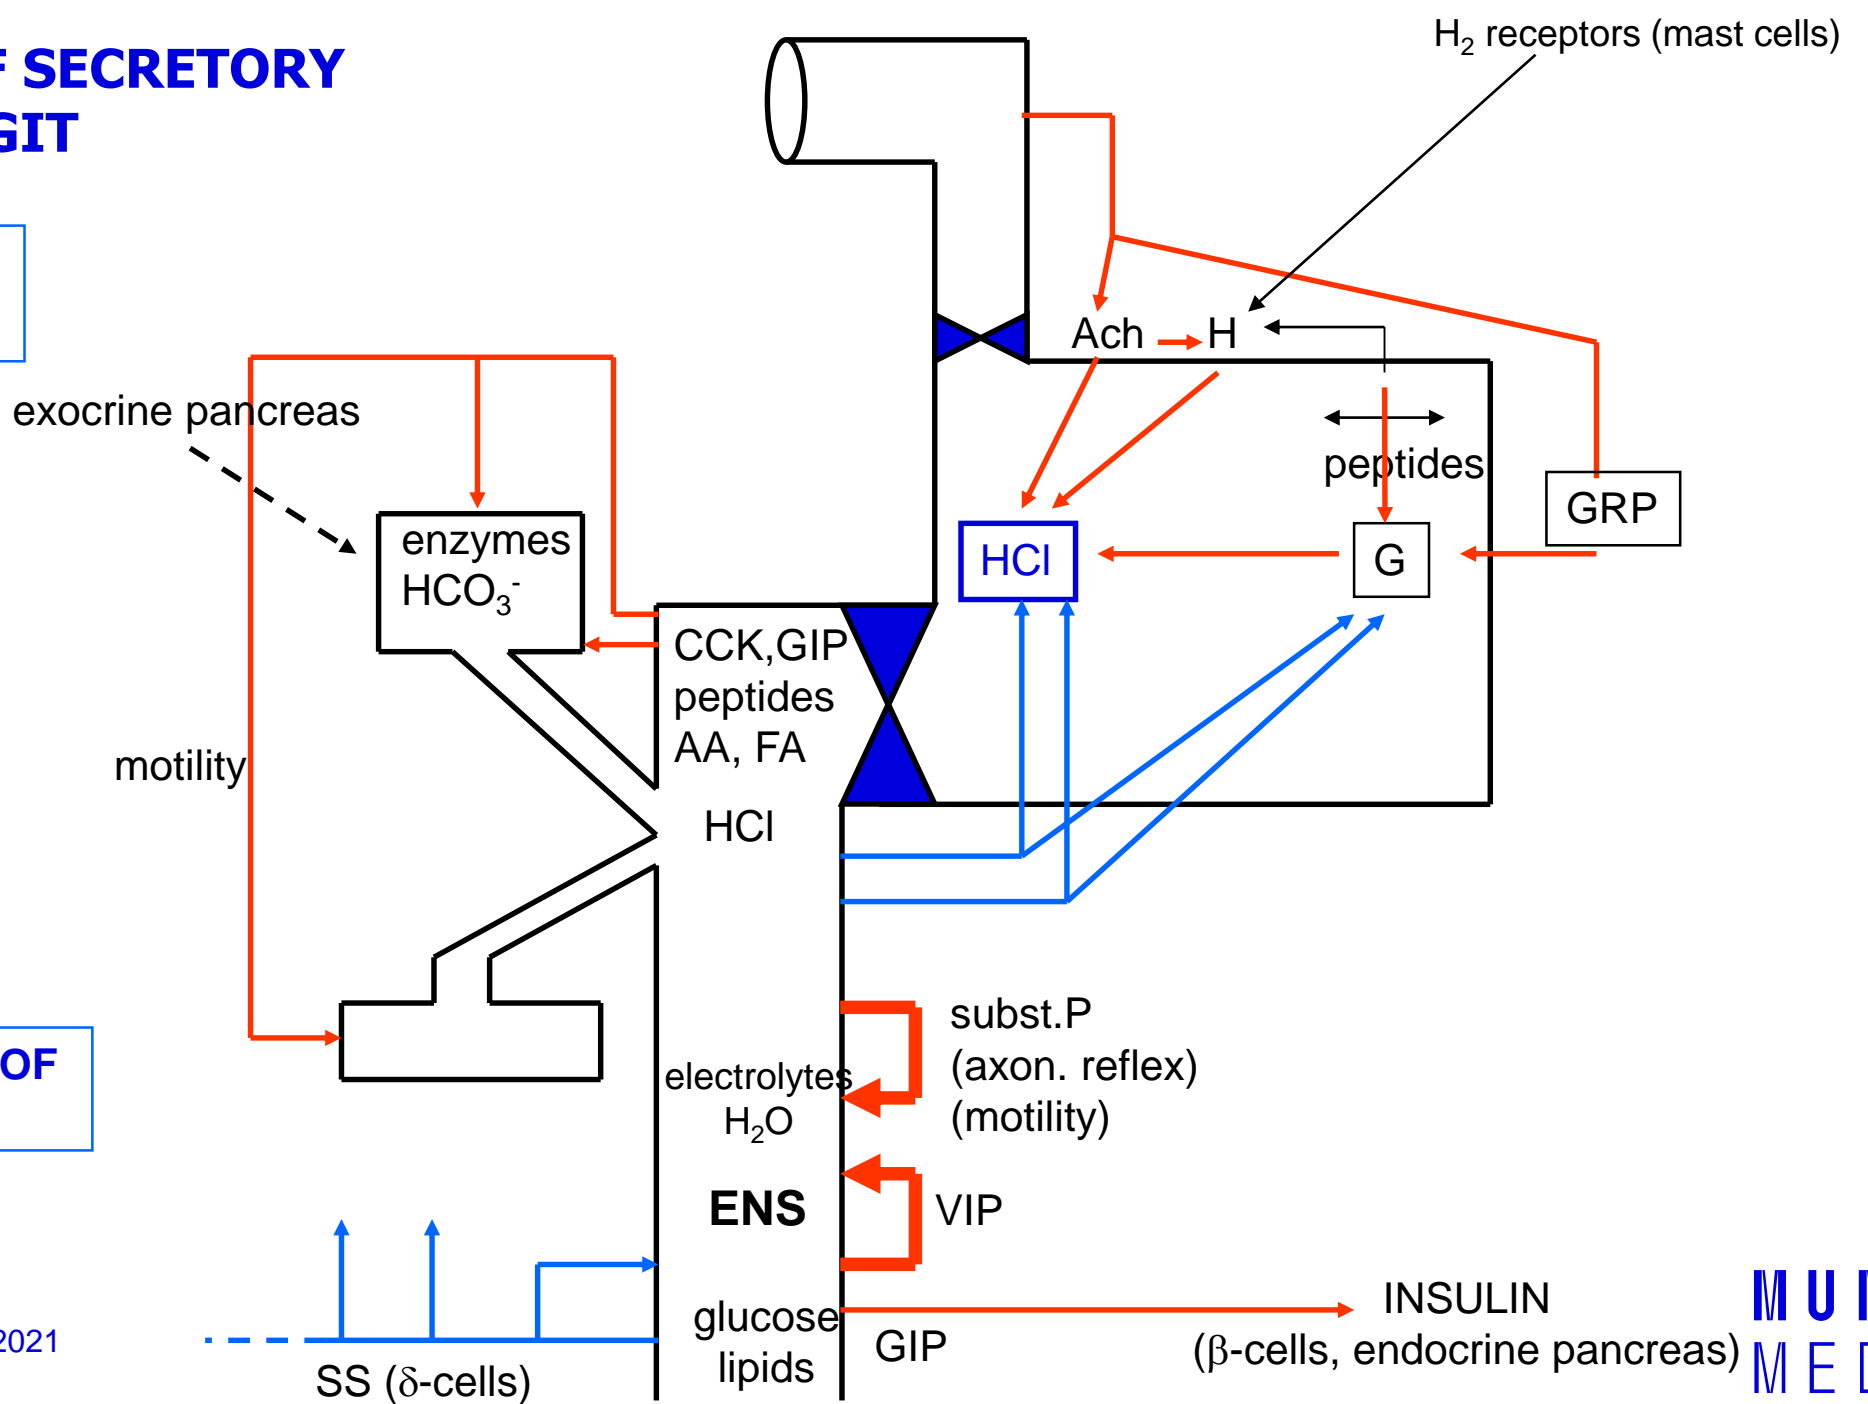 SECRETORY
GIT
H₂ receptors (mast cells)
Ach
H
exocrine pancreas
peptides
GRP
enzymes
HCO₃⁻
HCl
G
CCK,GIP
peptides
AA, FA
motility
HCl
subst.P
(axon. reflex)
(motility)
OF
electrolytes
H₂O
ENS
VIP
glucose
lipids
GIP
INSULIN
(β-cells, endocrine pancreas)
SS (δ-cells)
2021
MU
MED